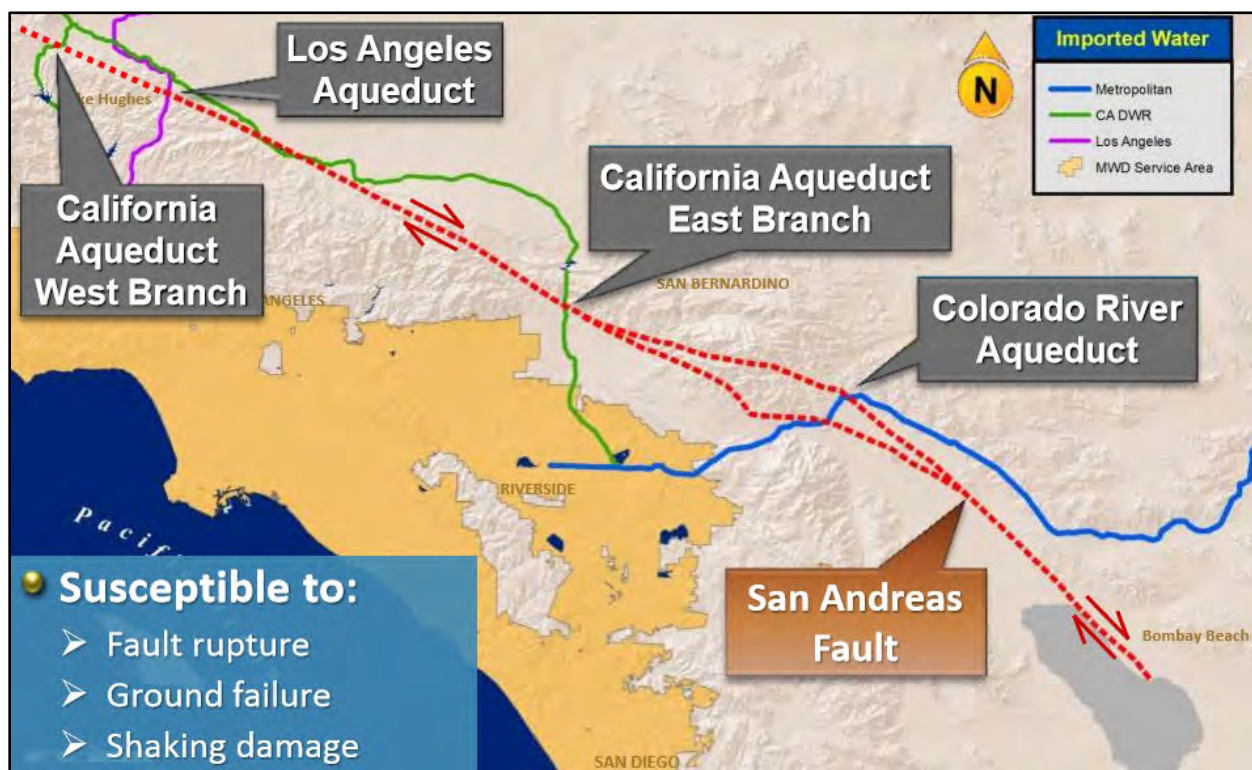 Los Angeles
Aqueduct
N
Imported Water
Metropolitan
CA DWR
Los Angeles
MWD Service Area
Hughes
California
Aqueduct
West Branch
California Aqueduct
East Branch
SAN BERNARDINO
ANGELES
Colorado River
Aqueduct
RIVERSIDE
Pacif
San Andreas
Fault
Bombay Beach
Susceptible to:
Fault rupture
Ground failure
Shaking damage
SAN DIEGO